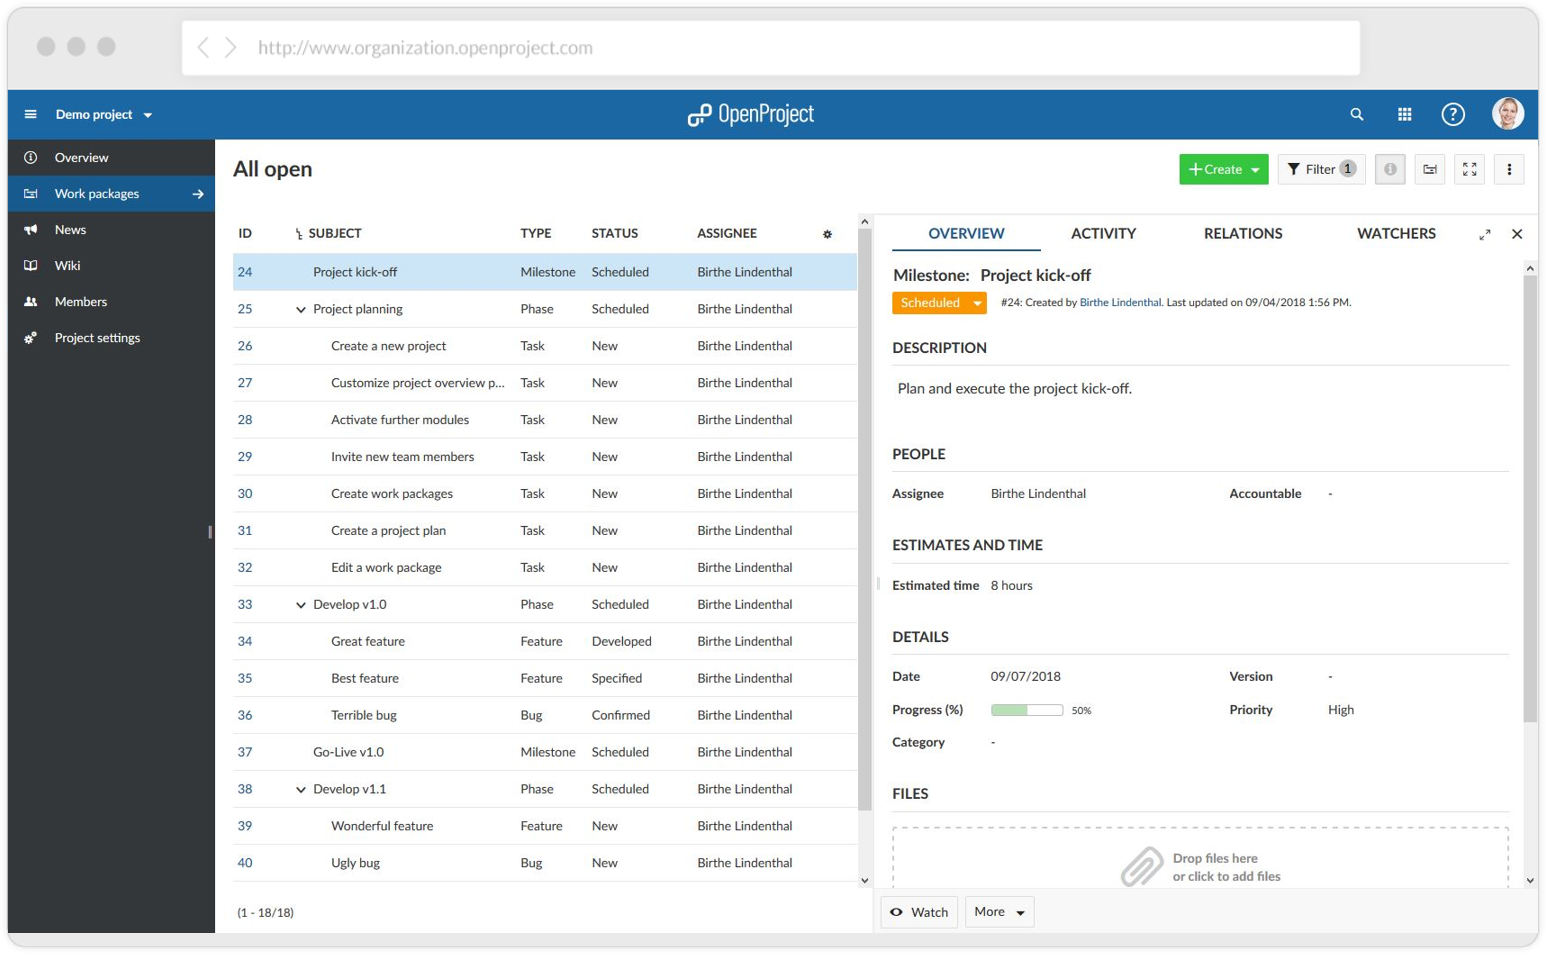 http://www.organization.openproject.com
Demo project
OpenProject
?
Overview
Work packages
News
Wiki
Members
Project settings
All open
+ Create
Filter 1
ID SUBJECT TYPE STATUS ASSIGNEE
24 Project kick-off Milestone Scheduled Birthe Lindenthal
25 Project planning Phase Scheduled Birthe Lindenthal
26 Create a new project Task New Birthe Lindenthal
27 Customize project overview p... Task New Birthe Lindenthal
28 Activate further modules Task New Birthe Lindenthal
29 Invite new team members Task New Birthe Lindenthal
30 Create work packages Task New Birthe Lindenthal
31 Create a project plan Task New Birthe Lindenthal
32 Edit a work package Task New Birthe Lindenthal
33 Develop v1.0 Phase Scheduled Birthe Lindenthal
34 Great feature Feature Developed Birthe Lindenthal
35 Best feature Feature Specified Birthe Lindenthal
36 Terrible bug Bug Confirmed Birthe Lindenthal
37 Go-Live v1.0 Milestone Scheduled Birthe Lindenthal
38 Develop v1.1 Phase Scheduled Birthe Lindenthal
39 Wonderful feature Feature New Birthe Lindenthal
40 Ugly bug Bug New Birthe Lindenthal
(1 - 18/18)
OVERVIEW ACTIVITY RELATIONS WATCHERS
Milestone: Project kick-off
Scheduled #24: Created by Birthe Lindenthal. Last updated on 09/04/2018 1:56 PM.
DESCRIPTION
Plan and execute the project kick-off.
PEOPLE
Assignee Birthe Lindenthal Accountable -
ESTIMATES AND TIME
Estimated time 8 hours
DETAILS
Date 09/07/2018 Version -
Progress (%) 50% Priority High
Category -
FILES
Drop files here
or click to add files
Watch More